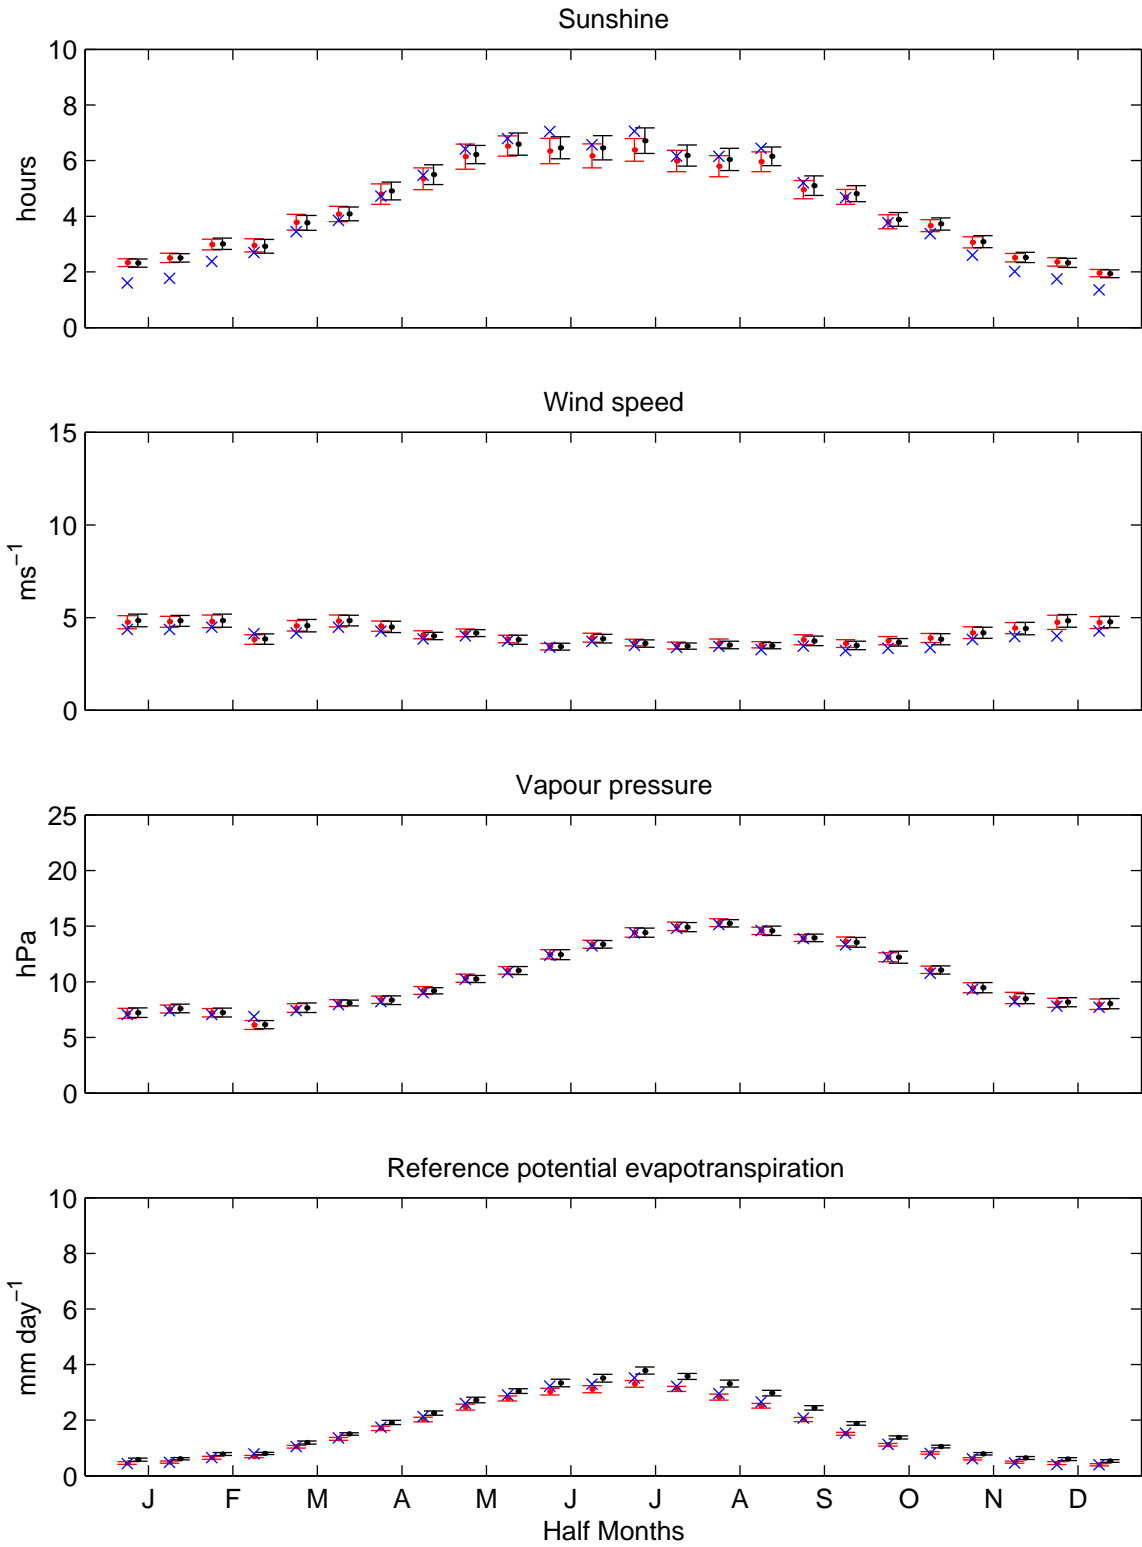 Sunshine
10
8
6
4
2
0
hours
Wind speed
15
10
5
0
ms⁻¹
Vapour pressure
25
20
15
10
5
0
hPa
Reference potential evapotranspiration
10
8
6
4
2
0
mm day⁻¹
J F M A M J J A S O N D
Half Months